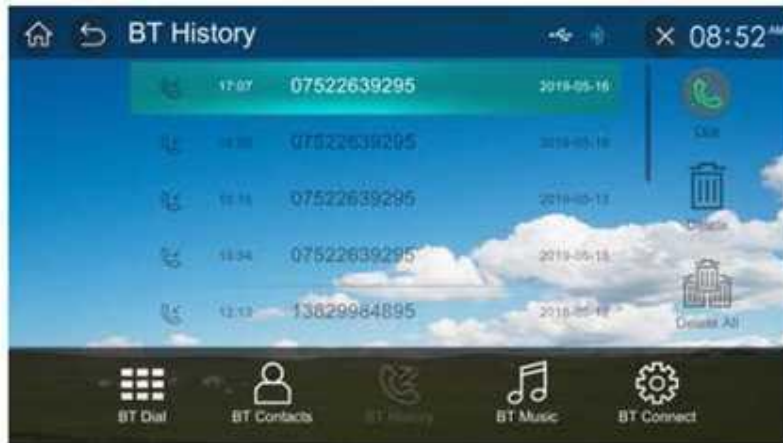 BT History
08:52 AM
17:07 07522639295 2019-05-16
07522639295
07522639295
07522639295
13829984895
Dial
Delete
Delete All
BT Dial BT Contacts BT History BT Music BT Connect